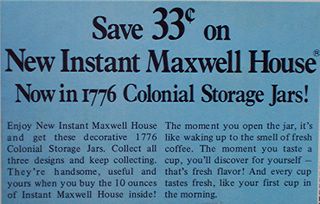 Save 33¢ on
New Instant Maxwell House®
Now in 1776 Colonial Storage Jars!
Enjoy New Instant Maxwell House
and get these decorative 1776
Colonial Storage Jars. Collect all
three designs and keep collecting.
They're handsome, useful and
yours when you buy the 10 ounces
of Instant Maxwell House inside!
The moment you open the jar, it's
like waking up to the smell of fresh
coffee. The moment you taste a
cup, you'll discover for yourself —
that's fresh flavor! And every cup
tastes fresh, like your first cup in
the morning.